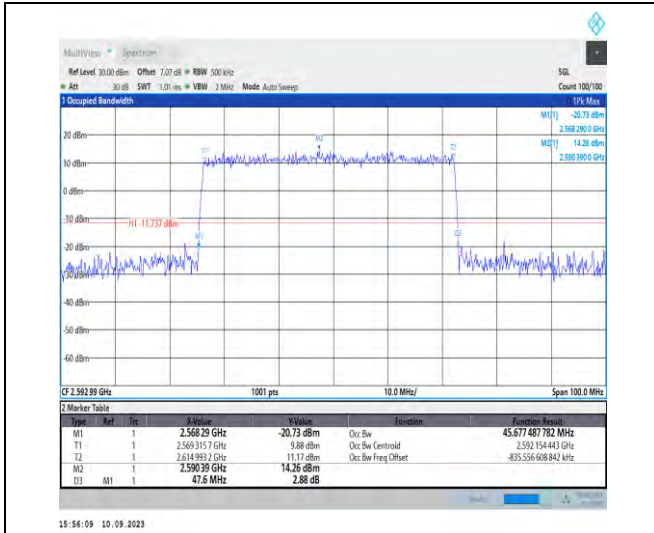 MultiView Spectrum
Ref Level 30.00 dBm Offset 7.07 dB RBW 500 kHz SGL
Att 30 dB SWT 1.01 ms VBW 2 MHz Mode Auto Sweep Count 100/100
1 Occupied Bandwidth 1Pk Max
M1[1] -20.73 dBm
2.568 290 0 GHz
M2[1] 14.26 dBm
2.590 390 0 GHz
20 dBm
M2
T1 T2
10 dBm
0 dBm
-10 dBm
H1 -11.737 dBm
M1 D3
-20 dBm
-30 dBm
-40 dBm
-50 dBm
-60 dBm
CF 2.592 99 GHz 1001 pts 10.0 MHz/ Span 100.0 MHz
2 Marker Table
Type Ref Trc X-Value Y-Value Function Function Result
M1 1 2.568 29 GHz -20.73 dBm Occ Bw 45.677 487 782 MHz
T1 1 2.569 315 7 GHz 9.88 dBm Occ Bw Centroid 2.592 154 443 GHz
T2 1 2.614 993 2 GHz 11.17 dBm Occ Bw Freq Offset -835.556 608 842 kHz
M2 1 2.590 39 GHz 14.26 dBm
D3 M1 1 47.6 MHz 2.88 dB
15:56:09 10.09.2023